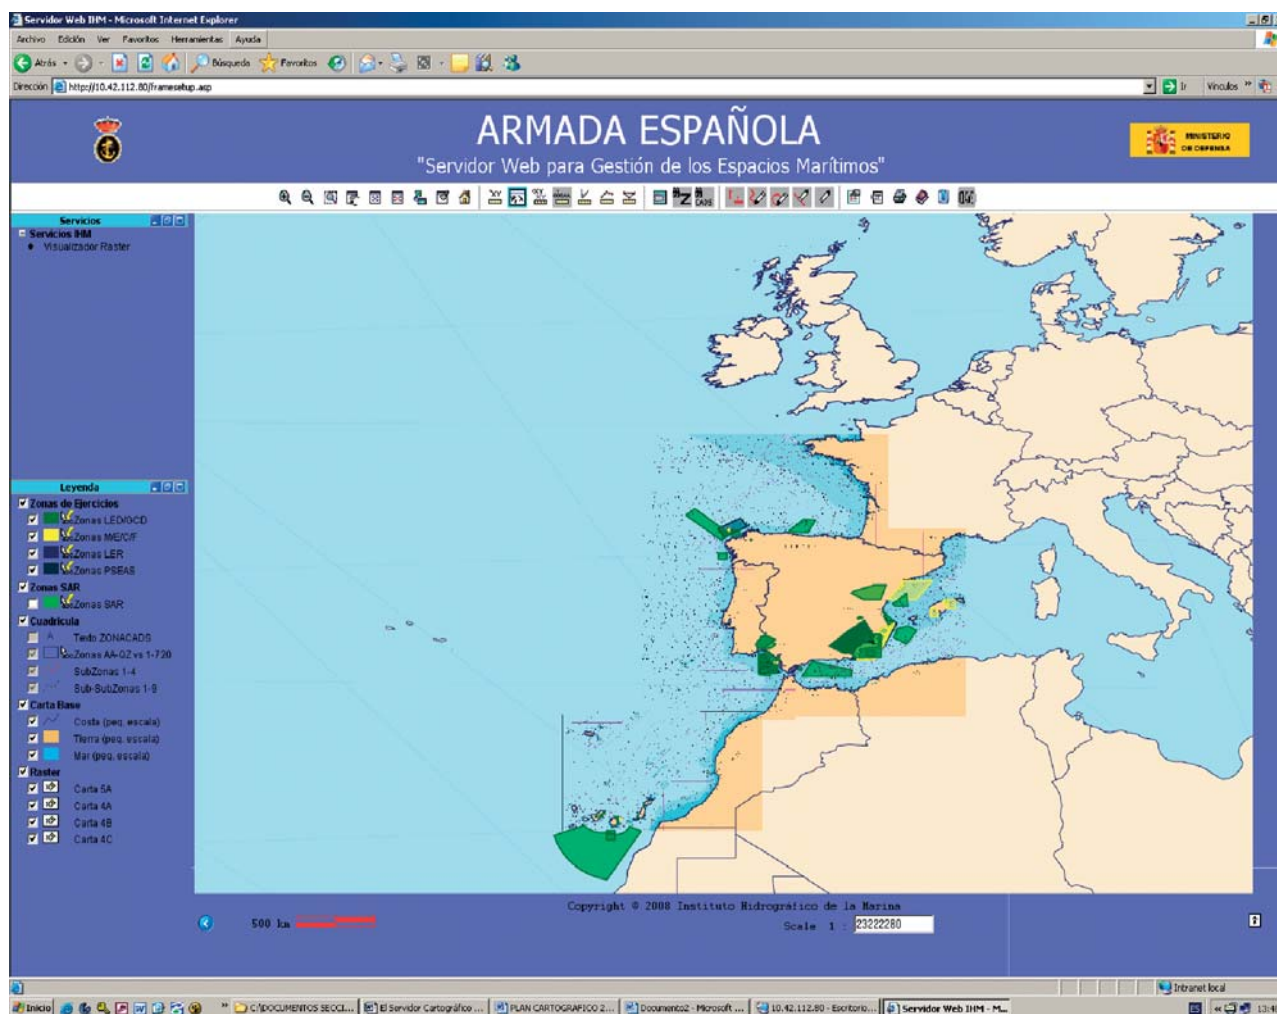 Servidor Web IHM - Microsoft Internet Explorer
Archivo Edición Ver Favoritos Herramientas Ayuda
Atrás Búsqueda Favoritos
Dirección http://10.42.112.80/framesetup.asp Ir Vínculos »
ARMADA ESPAÑOLA
"Servidor Web para Gestión de los Espacios Marítimos"
MINISTERIO
DE DEFENSA
Servicios
Servicios IHM
Visualizador Raster
Leyenda
Zonas de Ejercicios
Zonas LED/GCD
Zonas M/E/C/F
Zonas LER
Zonas PSEAS
Zonas SAR
Zonas SAR
Cuadrícula
A Texto ZONACADS
Zonas AA-QZ vs 1-720
SubZonas 1-4
Sub-SubZonas 1-9
Carta Base
Costa (peq. escala)
Tierra (peq. escala)
Mar (peq. escala)
Raster
Carta 5A
Carta 4A
Carta 4B
Carta 4C
Copyright © 2008 Instituto Hidrográfico de la Marina
500 km
Scale 1 : 23222280
Intranet local
Inicio » C:\DOCUMENTOS SECCI... El Servidor Cartográfico ... PLAN CARTOGRAFICO 2... Documento2 - Microsoft ... 10.42.112.80 - Escritorio... Servidor Web IHM - M... ES «